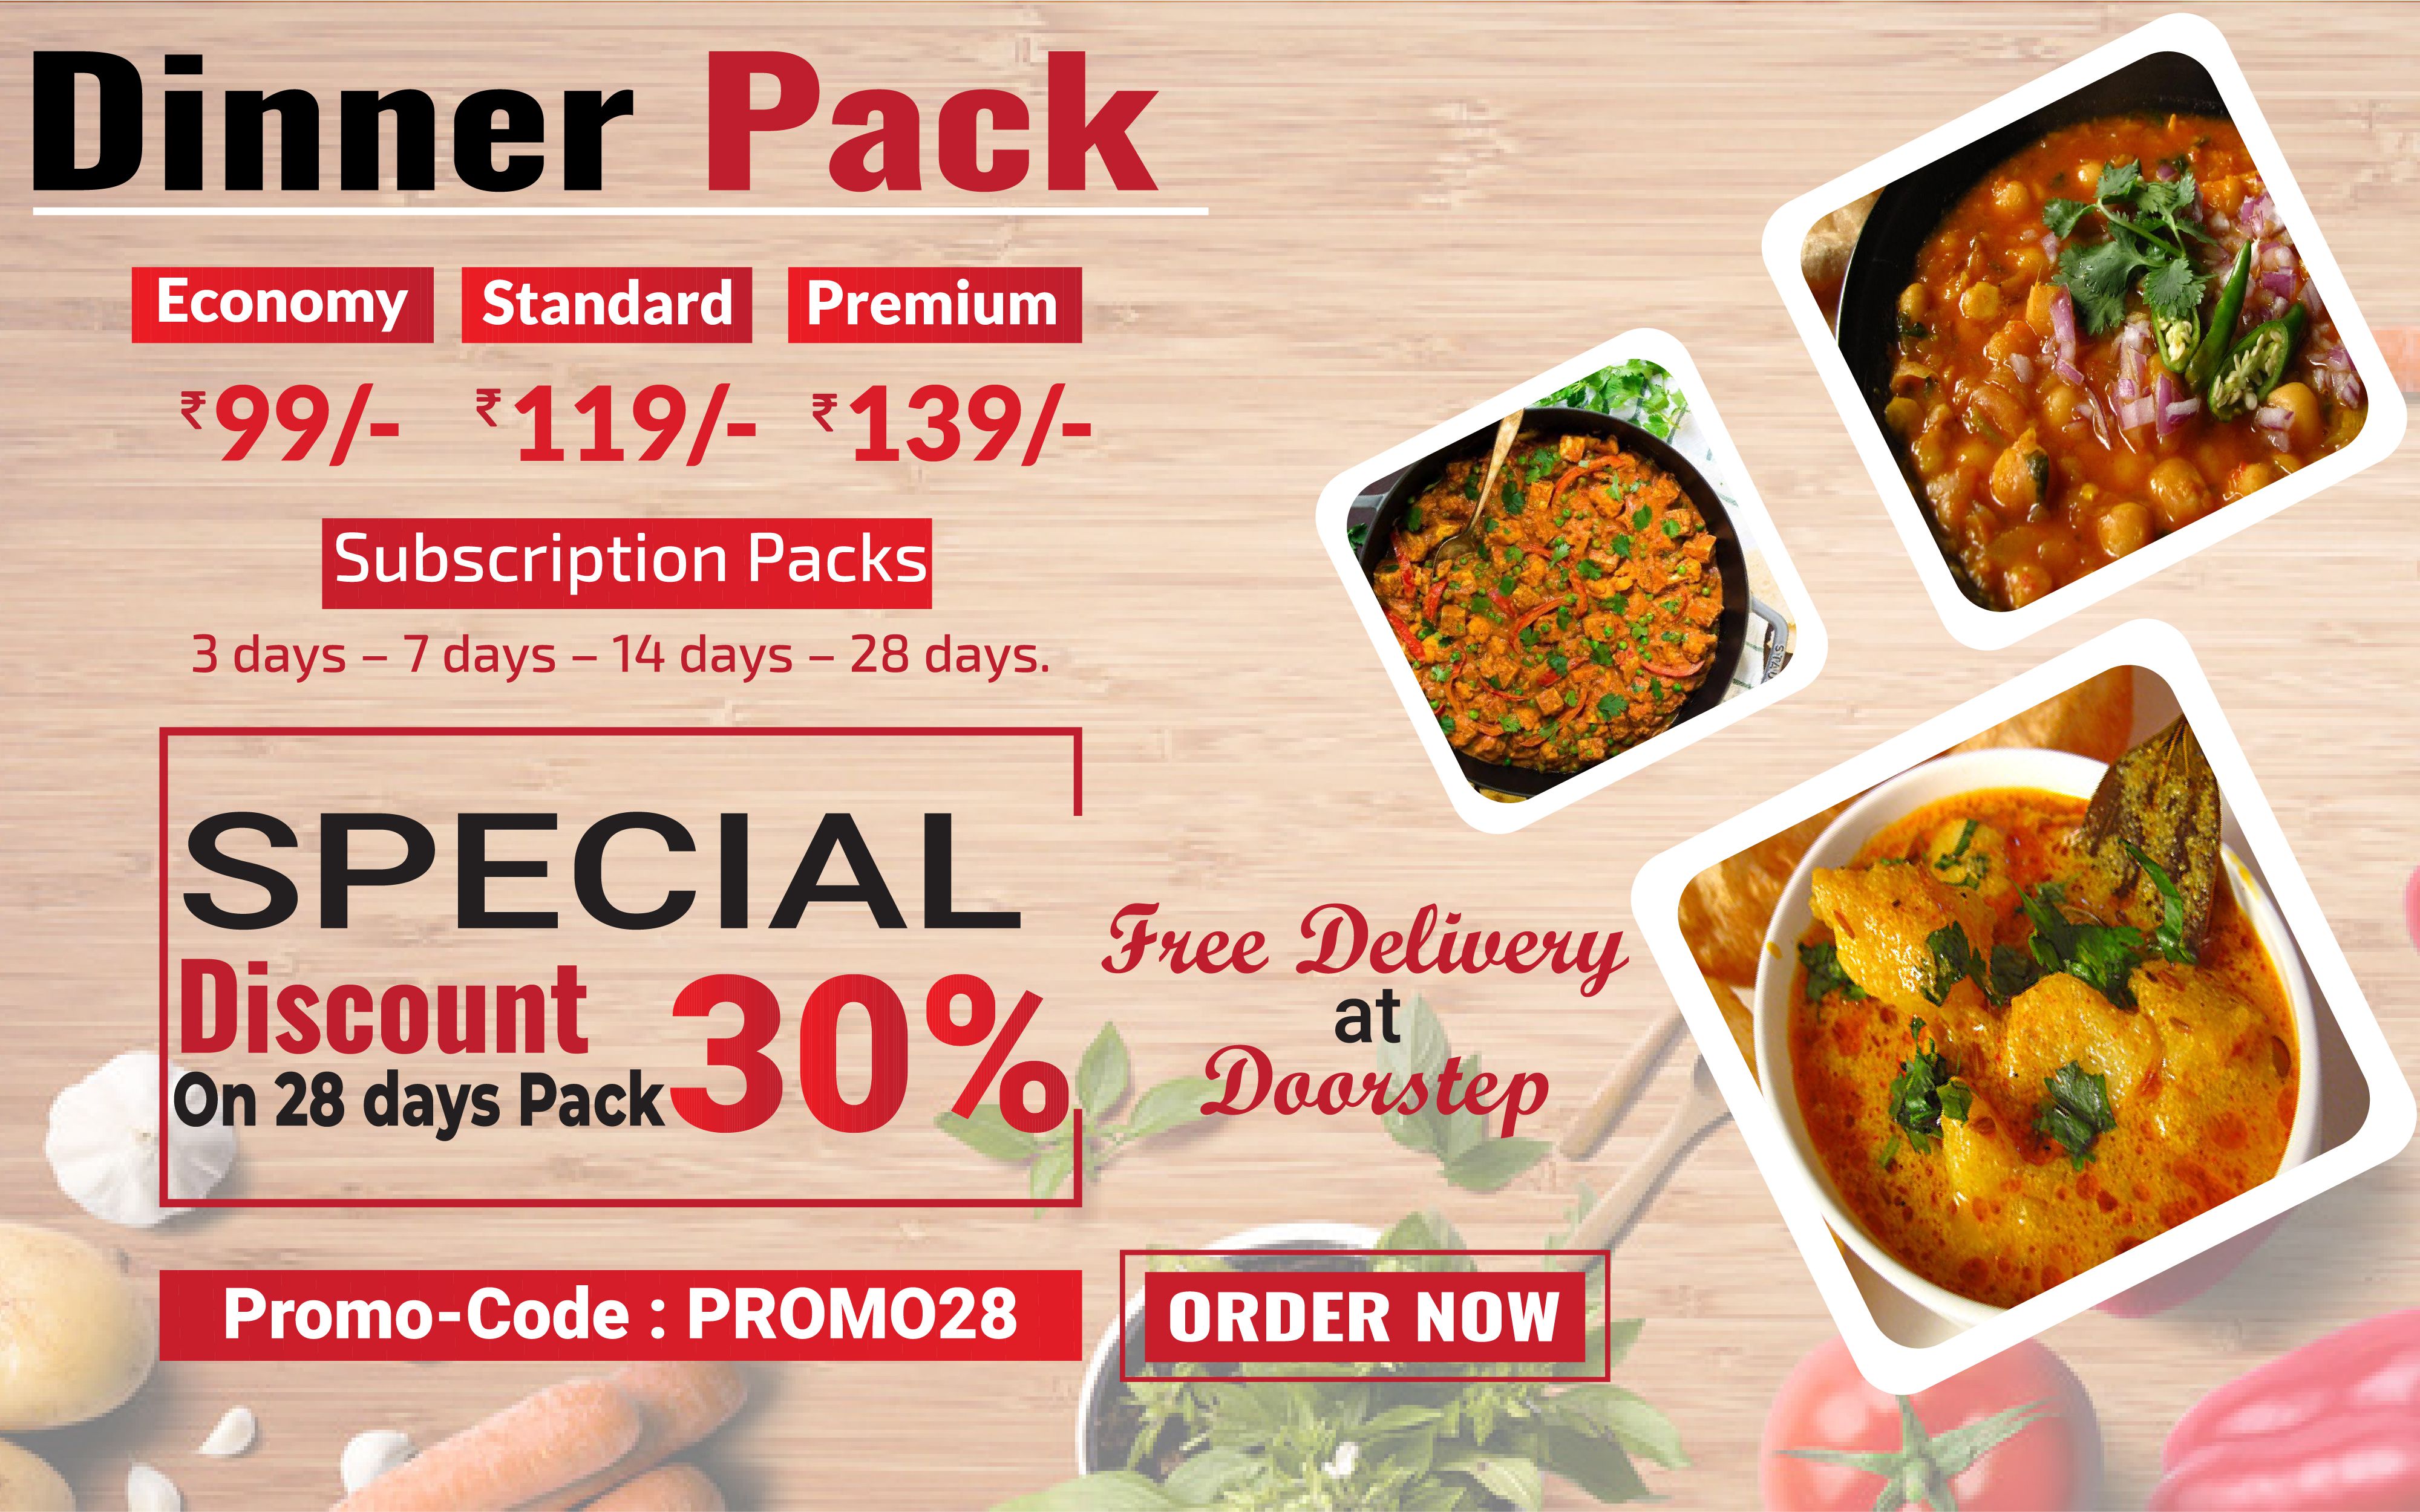 Dinner Pack
Economy Standard Premium
₹99/- ₹119/- ₹139/-
Subscription Packs
3 days – 7 days – 14 days – 28 days.
SPECIAL
Discount
On 28 days Pack
30%
Free Delivery
at
Doorstep
Promo-Code : PROMO28
ORDER NOW